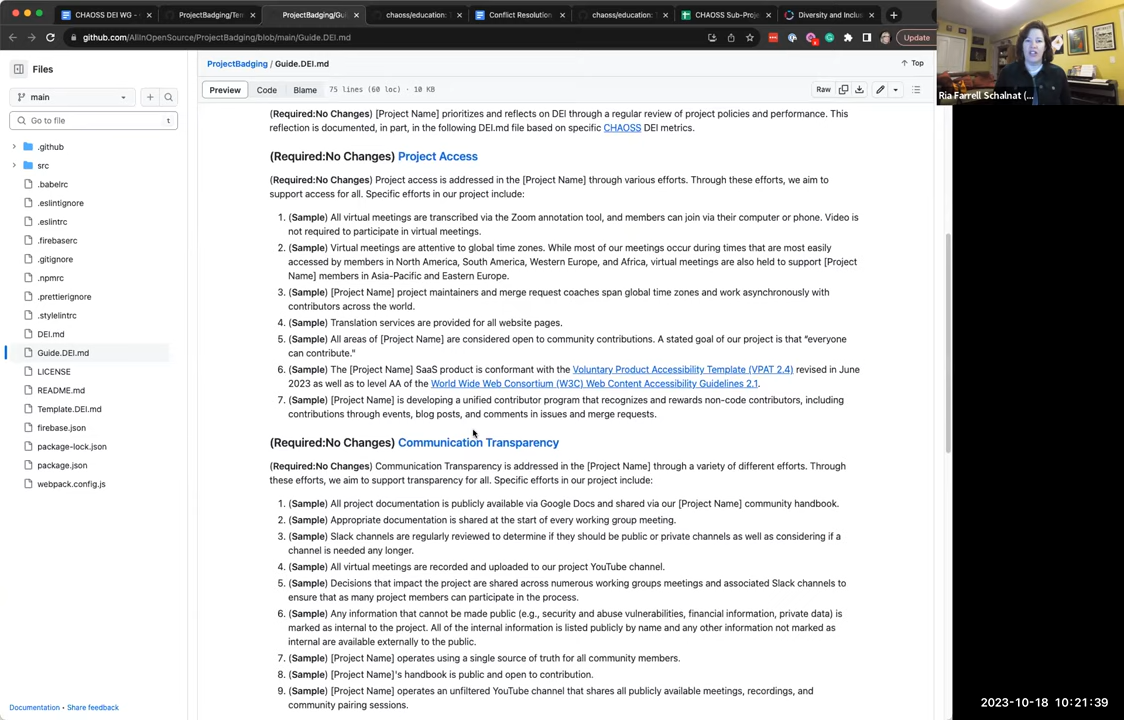 CHAOSS DEI WG -
ProjectBadging/Ten
ProjectBadging/Gui
chaoss/education:
Conflict Resolution
chaoss/education:
CHAOSS Sub-Proje
Diversity and Inclus
github.com/AllInOpenSource/ProjectBadging/blob/main/Guide.DEI.md
Update
Files
main
Go to file
t
.github
src
.babelrc
.eslintignore
.eslintrc
.firebaserc
.gitignore
.npmrc
.prettierignore
.stylelintrc
DEI.md
Guide.DEI.md
LICENSE
README.md
Template.DEI.md
firebase.json
package-lock.json
package.json
webpack.config.js
Documentation • Share feedback
ProjectBadging / Guide.DEI.md
Top
Preview
Code
Blame
75 lines (60 loc) · 10 KB
Raw
(Required:No Changes) [Project Name] prioritizes and reflects on DEI through a regular review of project policies and performance. This
reflection is documented, in part, in the following DEI.md file based on specific CHAOSS DEI metrics.
(Required:No Changes) Project Access
(Required:No Changes) Project access is addressed in the [Project Name] through various efforts. Through these efforts, we aim to
support access for all. Specific efforts in our project include:
1. (Sample) All virtual meetings are transcribed via the Zoom annotation tool, and members can join via their computer or phone. Video is
not required to participate in virtual meetings.
2. (Sample) Virtual meetings are attentive to global time zones. While most of our meetings occur during times that are most easily
accessed by members in North America, South America, Western Europe, and Africa, virtual meetings are also held to support [Project
Name] members in Asia-Pacific and Eastern Europe.
3. (Sample) [Project Name] project maintainers and merge request coaches span global time zones and work asynchronously with
contributors across the world.
4. (Sample) Translation services are provided for all website pages.
5. (Sample) All areas of [Project Name] are considered open to community contributions. A stated goal of our project is that "everyone
can contribute."
6. (Sample) The [Project Name] SaaS product is conformant with the Voluntary Product Accessibility Template (VPAT 2.4) revised in June
2023 as well as to level AA of the World Wide Web Consortium (W3C) Web Content Accessibility Guidelines 2.1.
7. (Sample) [Project Name] is developing a unified contributor program that recognizes and rewards non-code contributors, including
contributions through events, blog posts, and comments in issues and merge requests.
(Required:No Changes) Communication Transparency
(Required:No Changes) Communication Transparency is addressed in the [Project Name] through a variety of different efforts. Through
these efforts, we aim to support transparency for all. Specific efforts in our project include:
1. (Sample) All project documentation is publicly available via Google Docs and shared via our [Project Name] community handbook.
2. (Sample) Appropriate documentation is shared at the start of every working group meeting.
3. (Sample) Slack channels are regularly reviewed to determine if they should be public or private channels as well as considering if a
channel is needed any longer.
4. (Sample) All virtual meetings are recorded and uploaded to our project YouTube channel.
5. (Sample) Decisions that impact the project are shared across numerous working groups meetings and associated Slack channels to
ensure that as many project members can participate in the process.
6. (Sample) Any information that cannot be made public (e.g., security and abuse vulnerabilities, financial information, private data) is
marked as internal to the project. All of the internal information is listed publicly by name and any other information not marked as
internal are available externally to the public.
7. (Sample) [Project Name] operates using a single source of truth for all community members.
8. (Sample) [Project Name]'s handbook is public and open to contribution.
9. (Sample) [Project Name] operates an unfiltered YouTube channel that shares all publicly available meetings, recordings, and
community pairing sessions.
Ria Farrell Schalnat (...
2023-10-18 10:21:39